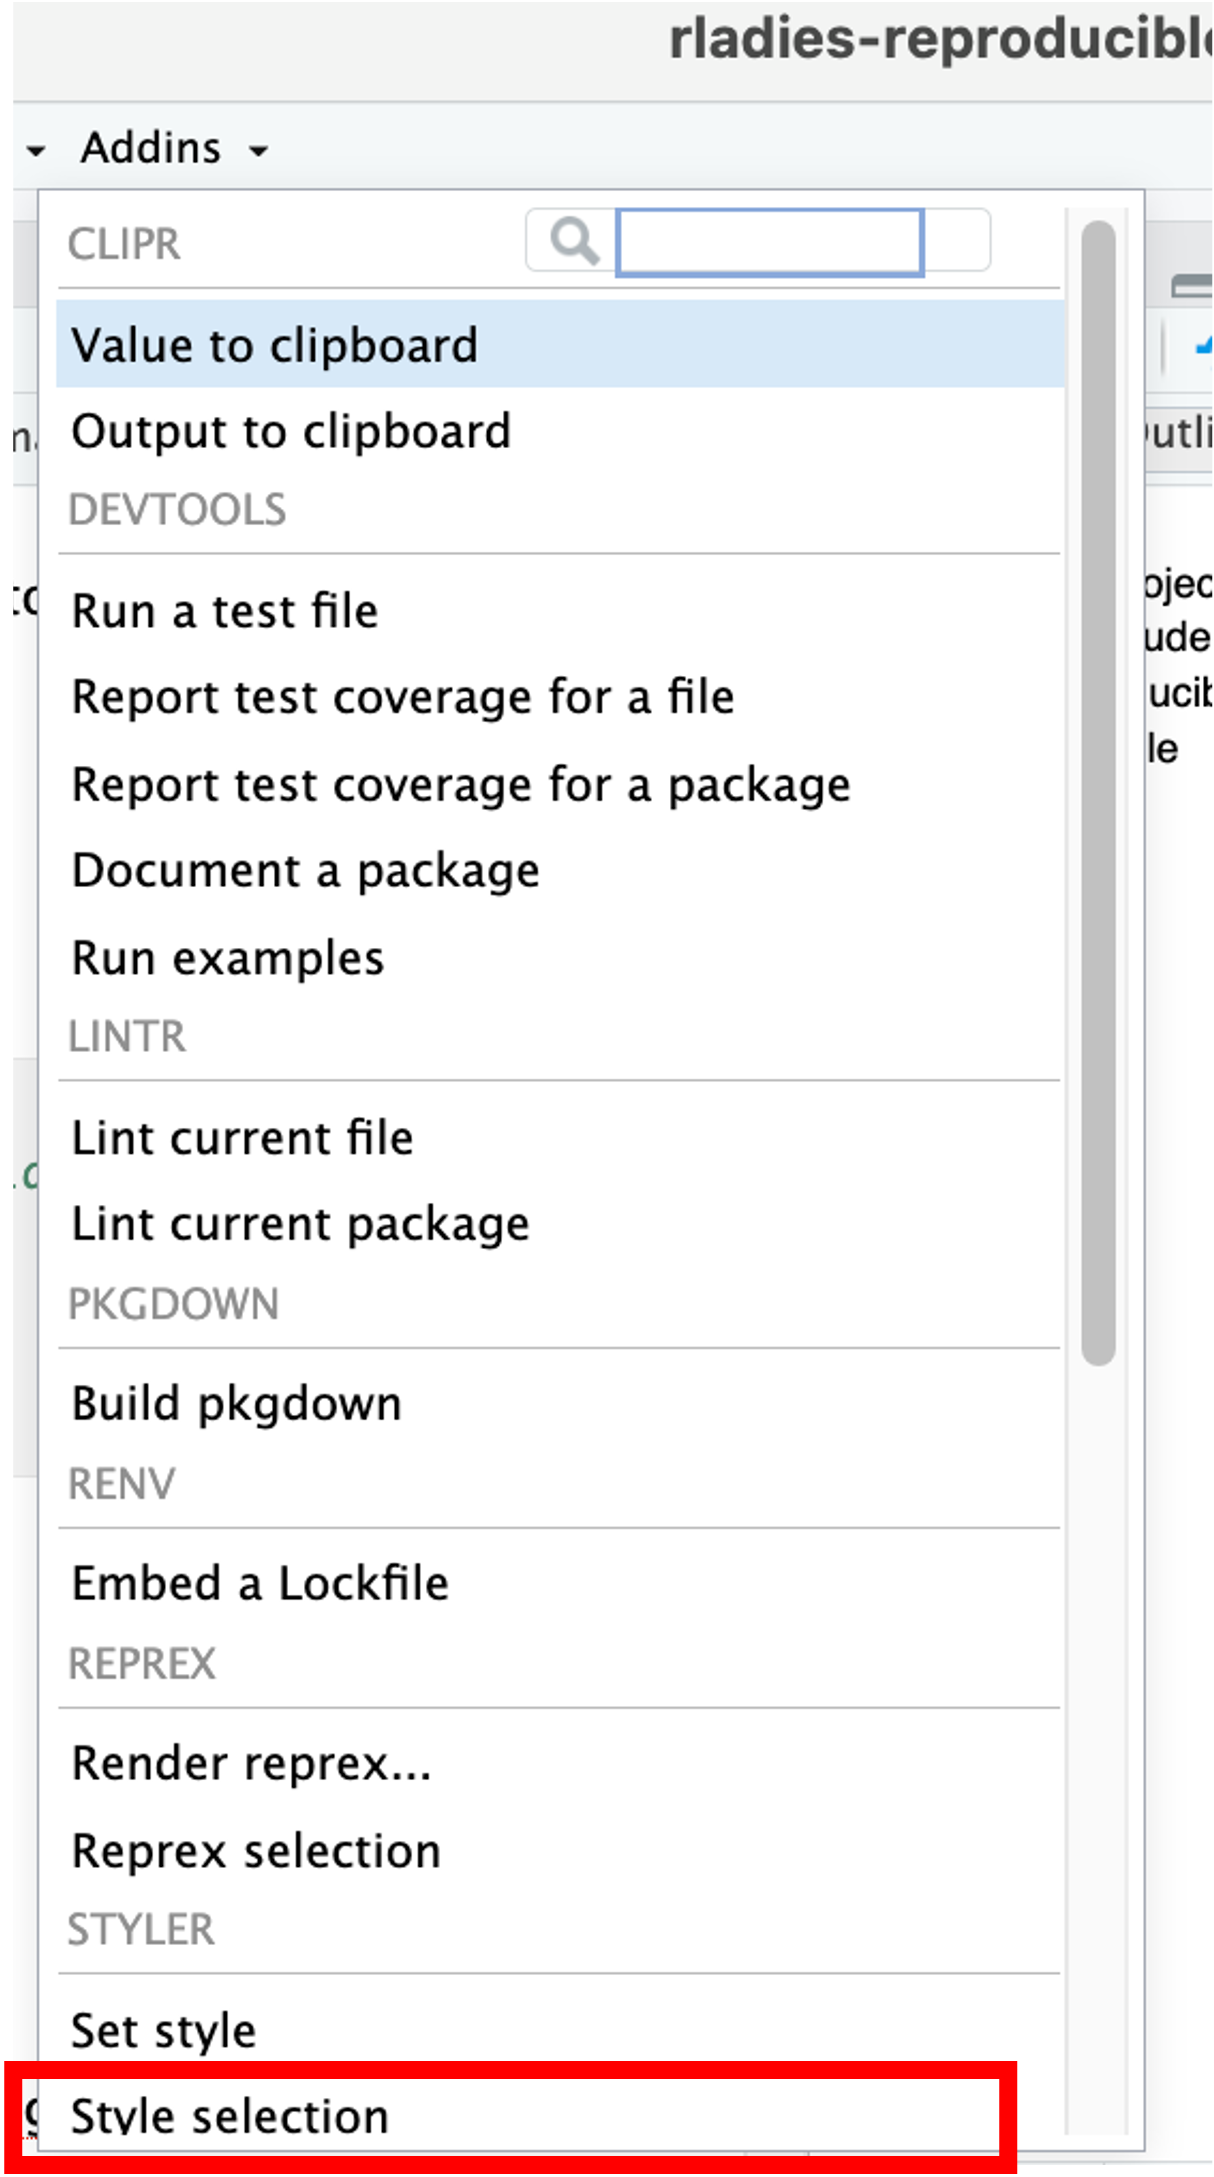 rladies-reproducible
Addins
CLIPR
Value to clipboard
Output to clipboard
DEVTOOLS
Run a test file
Report test coverage for a file
Report test coverage for a package
Document a package
Run examples
LINTR
Lint current file
Lint current package
PKGDOWN
Build pkgdown
RENV
Embed a Lockfile
REPREX
Render reprex...
Reprex selection
STYLER
Set style
Style selection